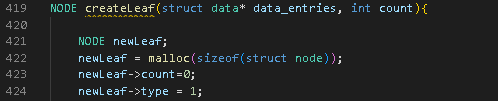 419 NODE createLeaf(struct data* data_entries, int count){
420
421 NODE newLeaf;
422 newLeaf = malloc(sizeof(struct node));
423 newLeaf->count=0;
424 newLeaf->type = 1;